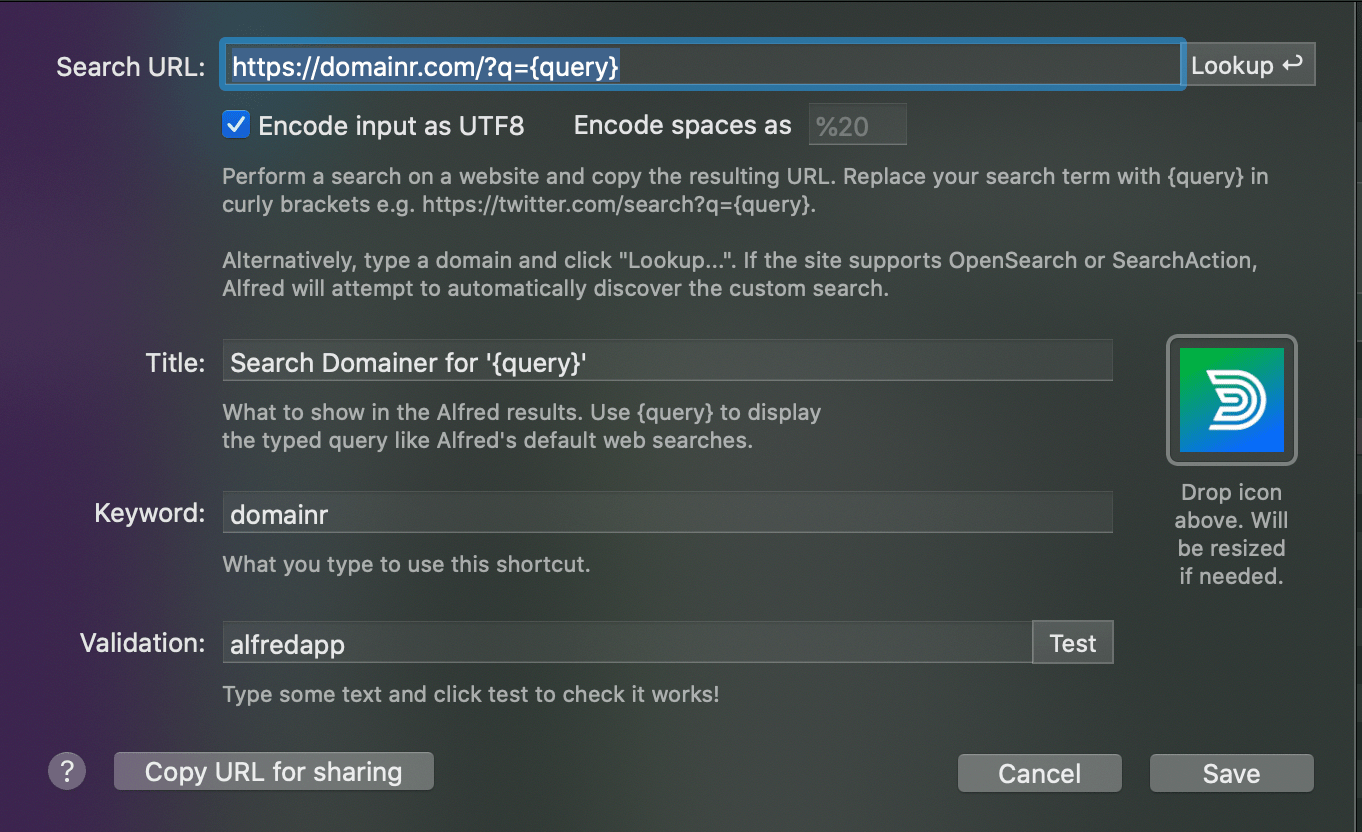 Search URL: https://domainr.com/?q={query} Lookup ↩
Encode input as UTF8 Encode spaces as %20
Perform a search on a website and copy the resulting URL. Replace your search term with {query} in
curly brackets e.g. https://twitter.com/search?q={query}.
Alternatively, type a domain and click "Lookup...". If the site supports OpenSearch or SearchAction,
Alfred will attempt to automatically discover the custom search.
Title: Search Domainer for '{query}'
What to show in the Alfred results. Use {query} to display
the typed query like Alfred's default web searches.
Drop icon
above. Will
be resized
if needed.
Keyword: domainr
What you type to use this shortcut.
Validation: alfredapp Test
Type some text and click test to check it works!
? Copy URL for sharing Cancel Save